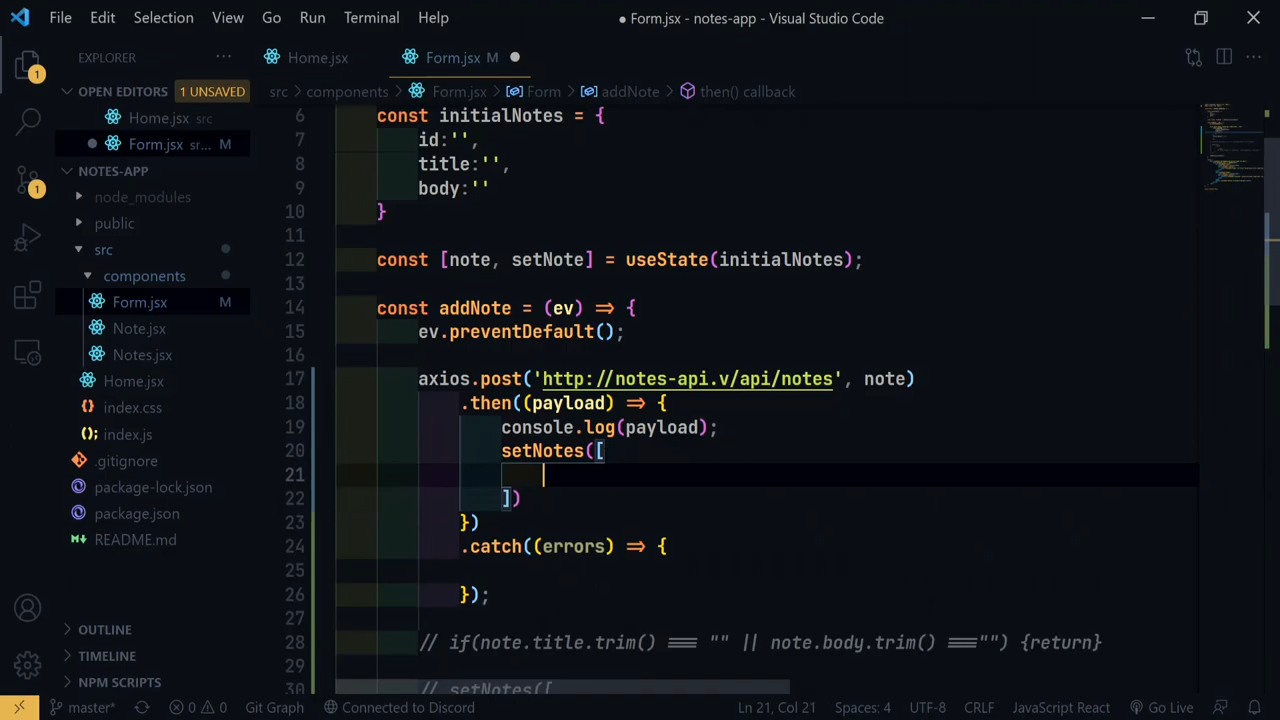 File Edit Selection View Go Run Terminal Help ● Form.jsx - notes-app - Visual Studio Code
EXPLORER ··· Home.jsx Form.jsx M
OPEN EDITORS 1 UNSAVED
src > components > Form.jsx > Form > addNote > then() callback
Home.jsx src
Form.jsx sr... M
NOTES-APP
node_modules
public
src
components
Form.jsx M
Note.jsx
Notes.jsx
Home.jsx
index.css
index.js
.gitignore
package-lock.json
package.json
README.md
OUTLINE
TIMELINE
NPM SCRIPTS
1
1
6 const initialNotes = {
7 id:'',
8 title:'',
9 body:''
10 }
11
12 const [note, setNote] = useState(initialNotes);
13
14 const addNote = (ev) => {
15 ev.preventDefault();
16
17 axios.post('http://notes-api.v/api/notes', note)
18 .then((payload) => {
19 console.log(payload);
20 setNotes([
21
22 ])
23 })
24 .catch((errors) => {
25
26 });
27
28 // if(note.title.trim() === "" || note.body.trim() ==="") {return}
29
30 // setNotes([
master* 0 0 Git Graph Connected to Discord Ln 21, Col 21 Spaces: 4 UTF-8 CRLF JavaScript React Go Live